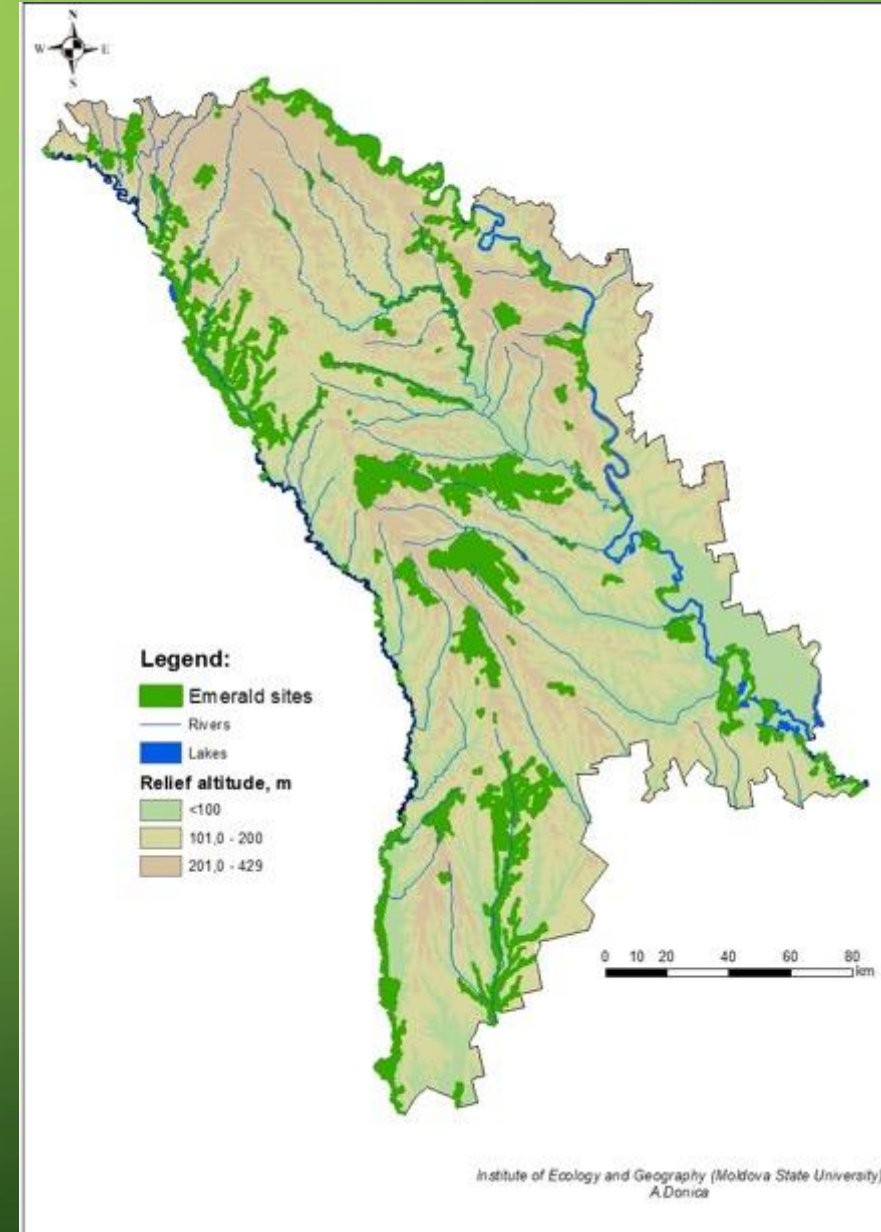 N
W E
S
Legend:
Emerald sites
Rivers
Lakes
Relief altitude, m
<100
101,0 - 200
201,0 - 429
0 10 20 40 60 80
km
Institute of Ecology and Geography (Moldova State University)
A.Donica